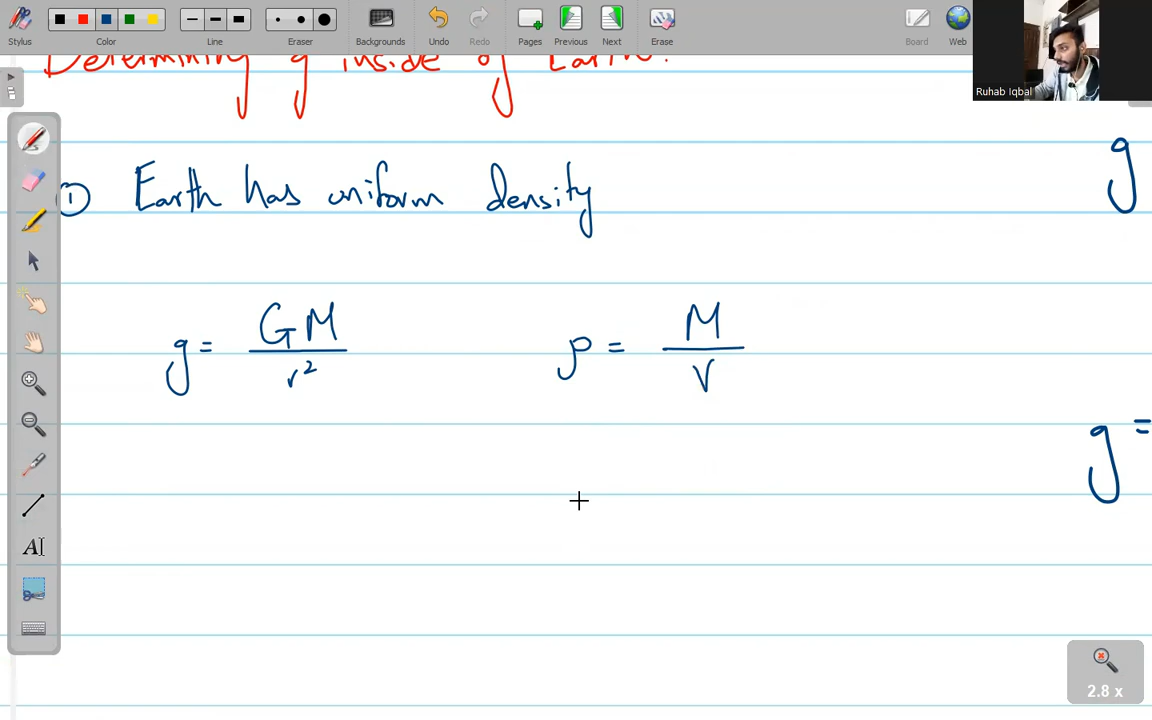 Stylus Color Line Eraser Backgrounds Undo Redo Pages Previous Next Erase Board Web
Ruhab Iqbal
Determining g inside of Earth:
① Earth has uniform density
g = GM / r²
ρ = M / V
g
g =
AI
2.8 x